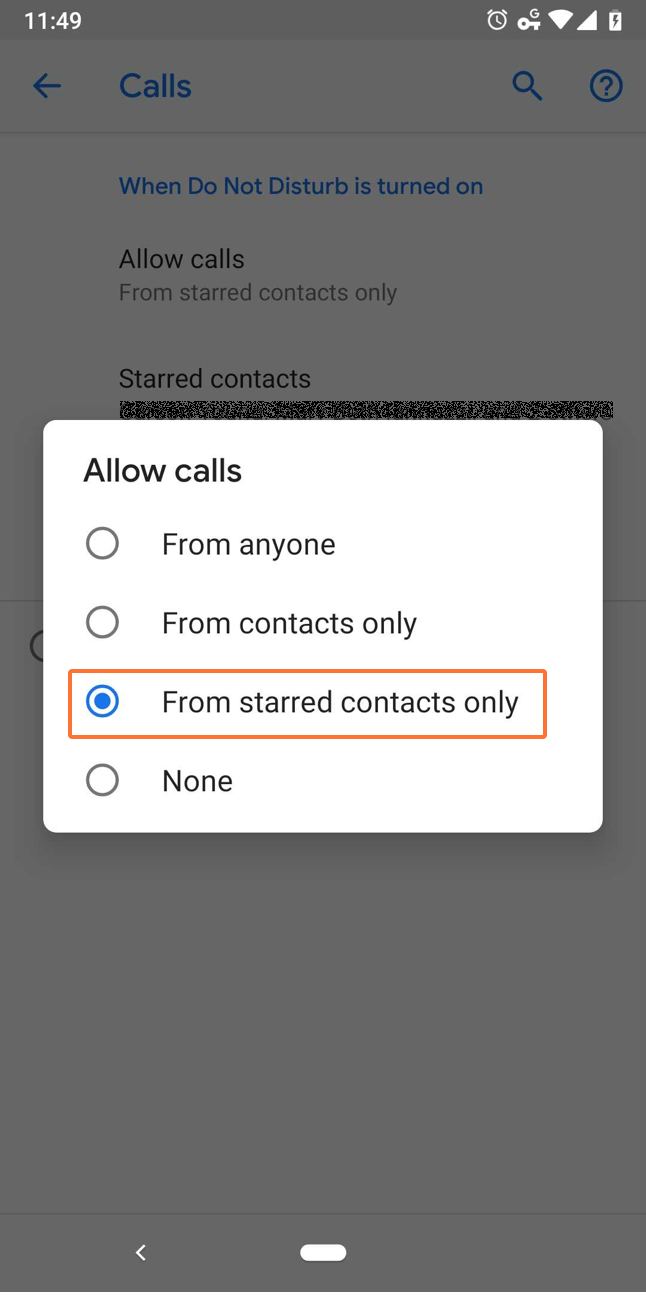 11:49
G
Calls
When Do Not Disturb is turned on
Allow calls
From starred contacts only
Starred contacts
Allow calls
From anyone
From contacts only
From starred contacts only
None